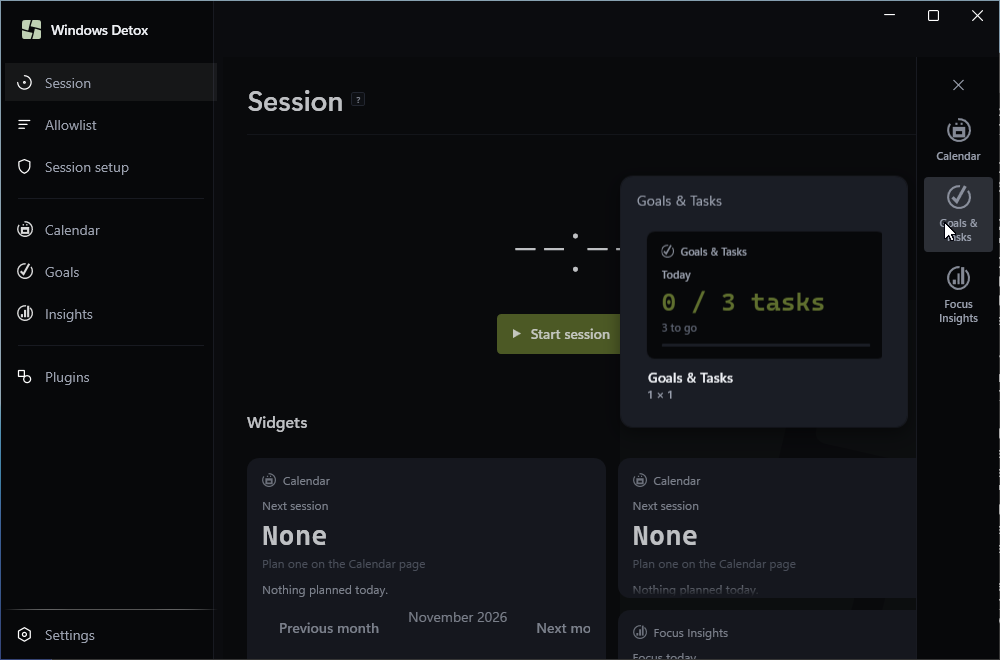 Windows Detox
Session
Allowlist
Session setup
Calendar
Goals
Insights
Plugins
Settings
Session ?
--:--
Start session
Widgets
Calendar
Next session
None
Plan one on the Calendar page
Nothing planned today.
November 2026
Previous month
Next mo
Calendar
Next session
None
Plan one on the Calendar page
Nothing planned today.
Focus Insights
Focus today
Goals & Tasks
Goals & Tasks
Today
0 / 3 tasks
3 to go
Goals & Tasks
1 × 1
Calendar
Goals &
Tasks
Focus
Insights